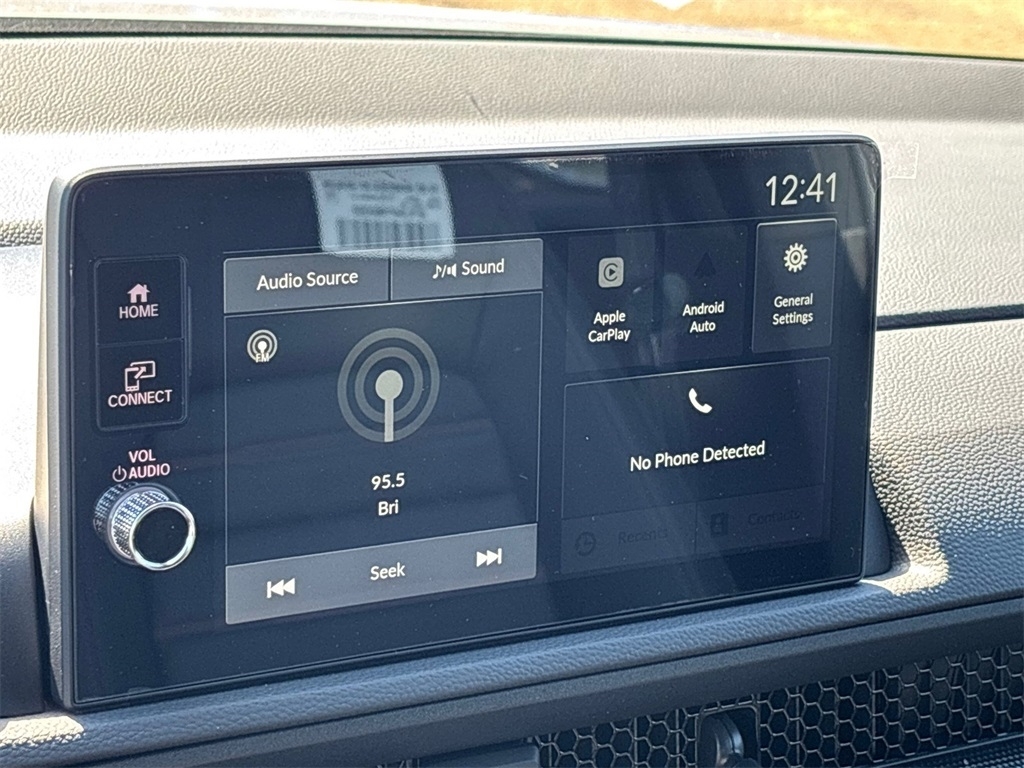 12:41
HOME
CONNECT
VOL
AUDIO
Audio Source
Sound
FM
95.5
Bri
Seek
Apple
CarPlay
Android
Auto
General
Settings
No Phone Detected
Recents
Contacts